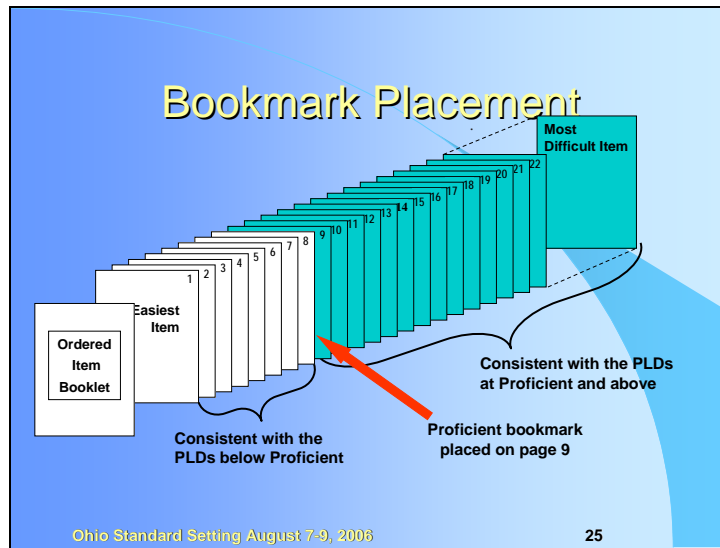 Bookmark Placement
Most
Difficult Item
22
21
20
19
18
17
16
15
14
13
12
11
10
9
8
7
6
5
4
3
2
1
Easiest
Item
Ordered
Item
Booklet
Consistent with the PLDs
at Proficient and above
Consistent with the
PLDs below Proficient
Proficient bookmark
placed on page 9
Ohio Standard Setting August 7-9, 2006
25